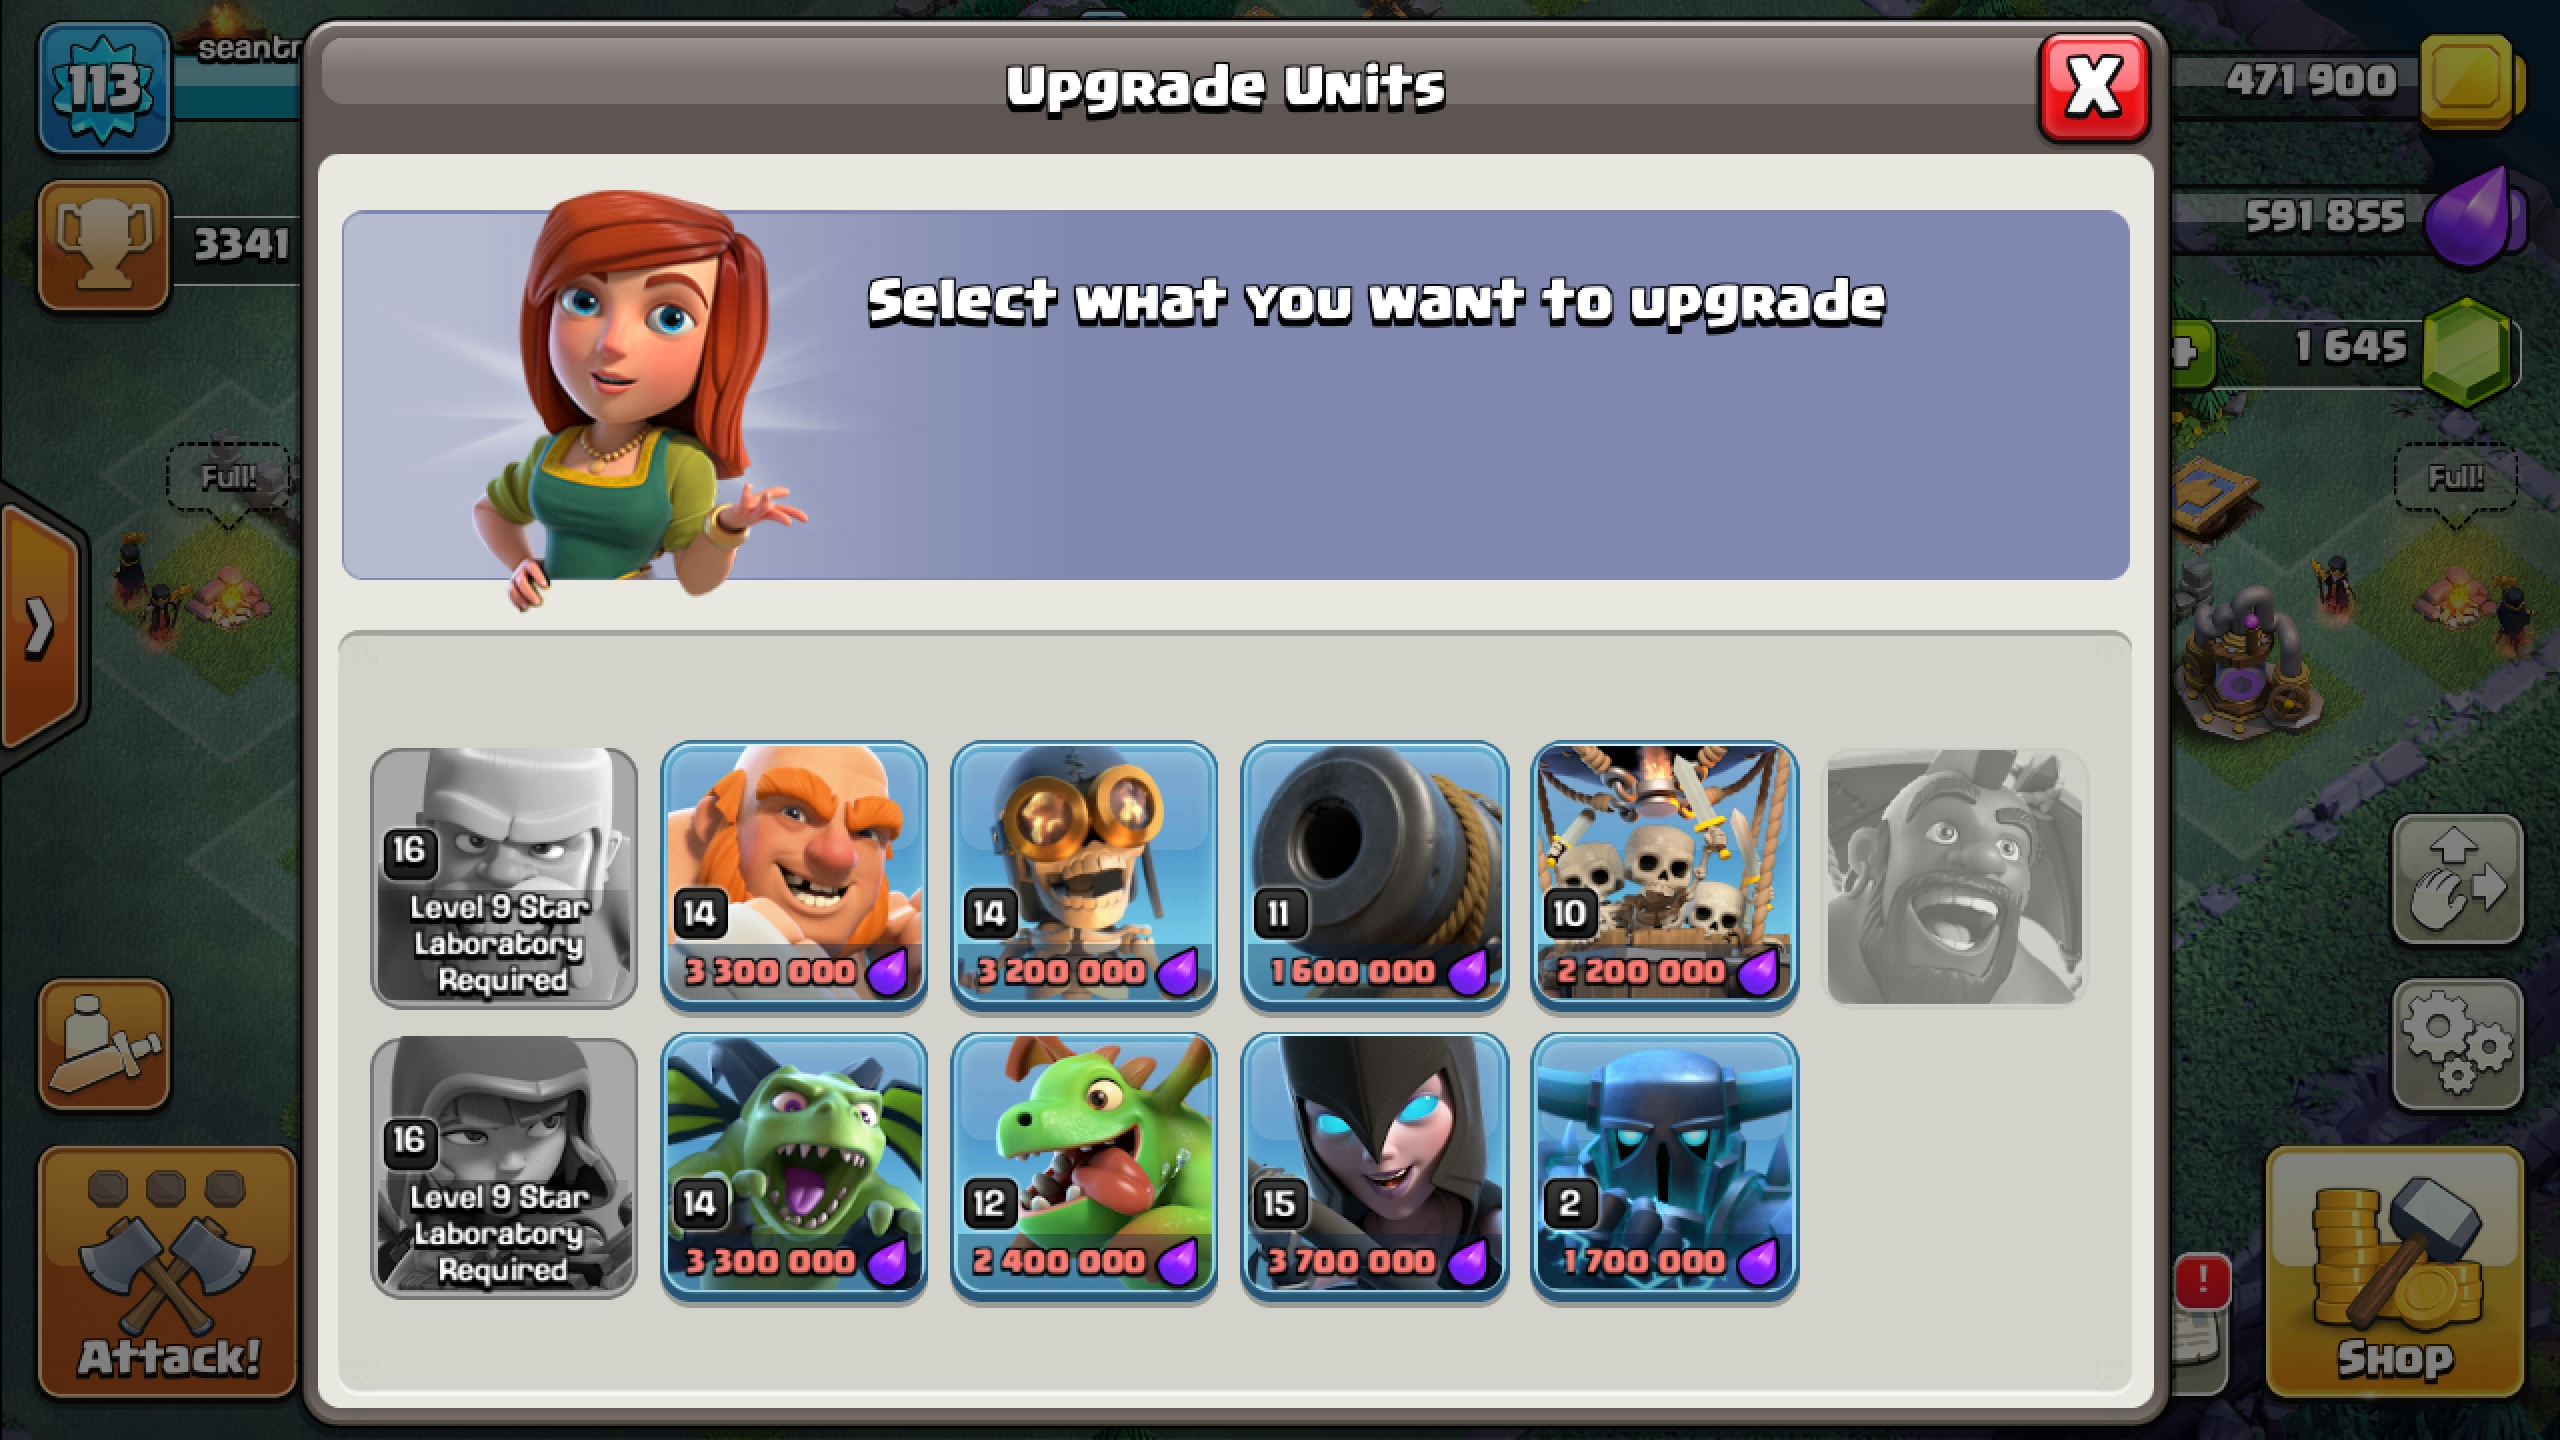 113
seantr
Upgrade Units
X
471 900
3341
591 855
Select what you want to upgrade
1 645
Full!
Full!
16
Level 9 Star
Laboratory
Required
14
3 300 000
14
3 200 000
11
1 600 000
10
2 200 000
16
Level 9 Star
Laboratory
Required
14
3 300 000
12
2 400 000
15
3 700 000
2
1 700 000
!
Attack!
Shop